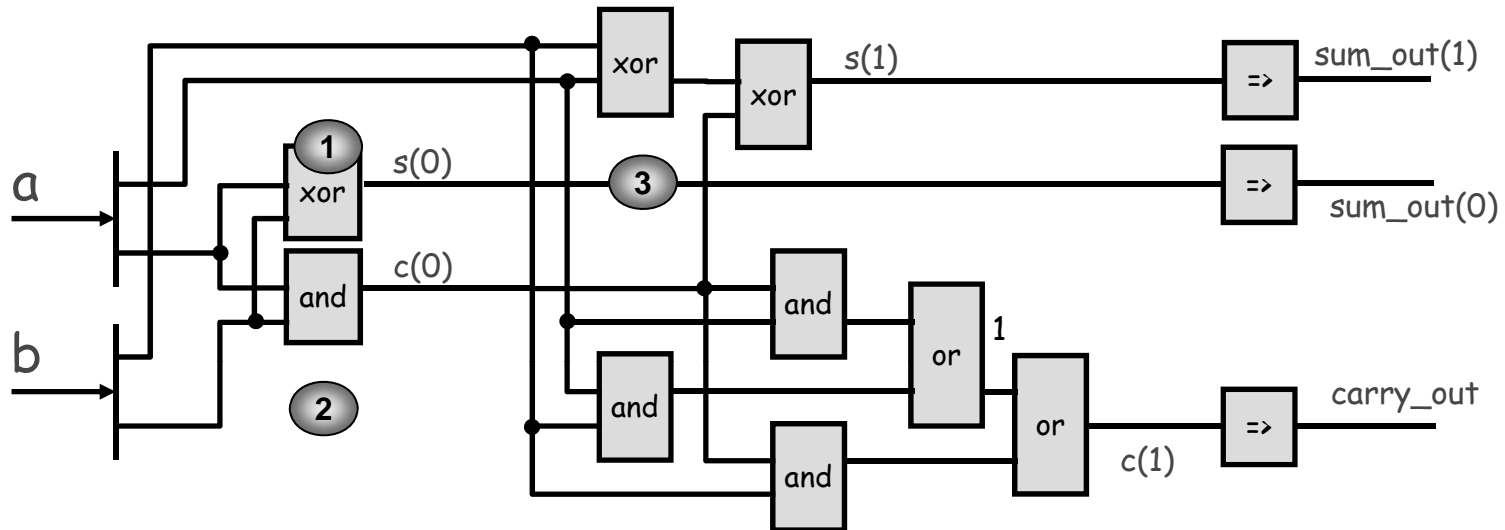 xor
xor
s(1)
=>
sum_out(1)
a
1
xor
s(0)
3
=>
sum_out(0)
and
c(0)
and
or
1
b
2
and
and
or
c(1)
=>
carry_out